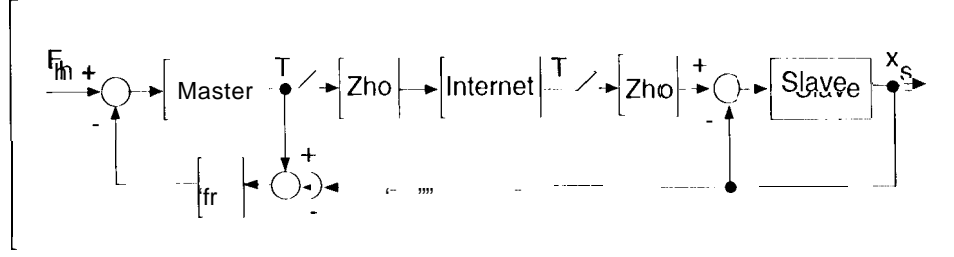 Fh + Master T Zho Internet T Zho + Slave xs
- -
+
fr
-